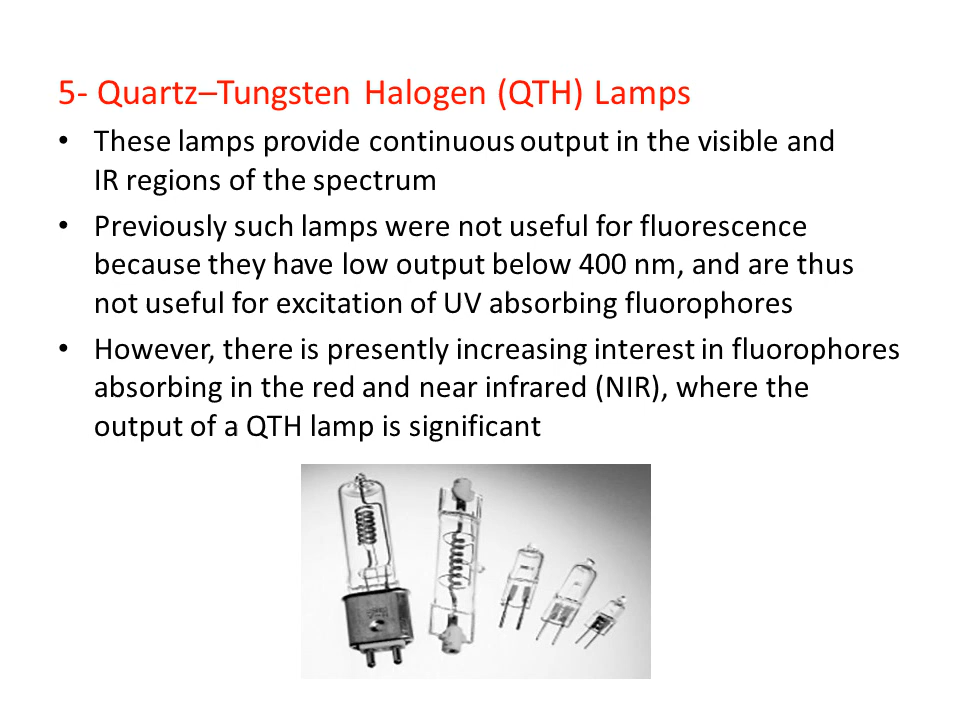 5- Quartz–Tungsten Halogen (QTH) Lamps
• These lamps provide continuous output in the visible and
IR regions of the spectrum
• Previously such lamps were not useful for fluorescence
because they have low output below 400 nm, and are thus
not useful for excitation of UV absorbing fluorophores
• However, there is presently increasing interest in fluorophores
absorbing in the red and near infrared (NIR), where the
output of a QTH lamp is significant